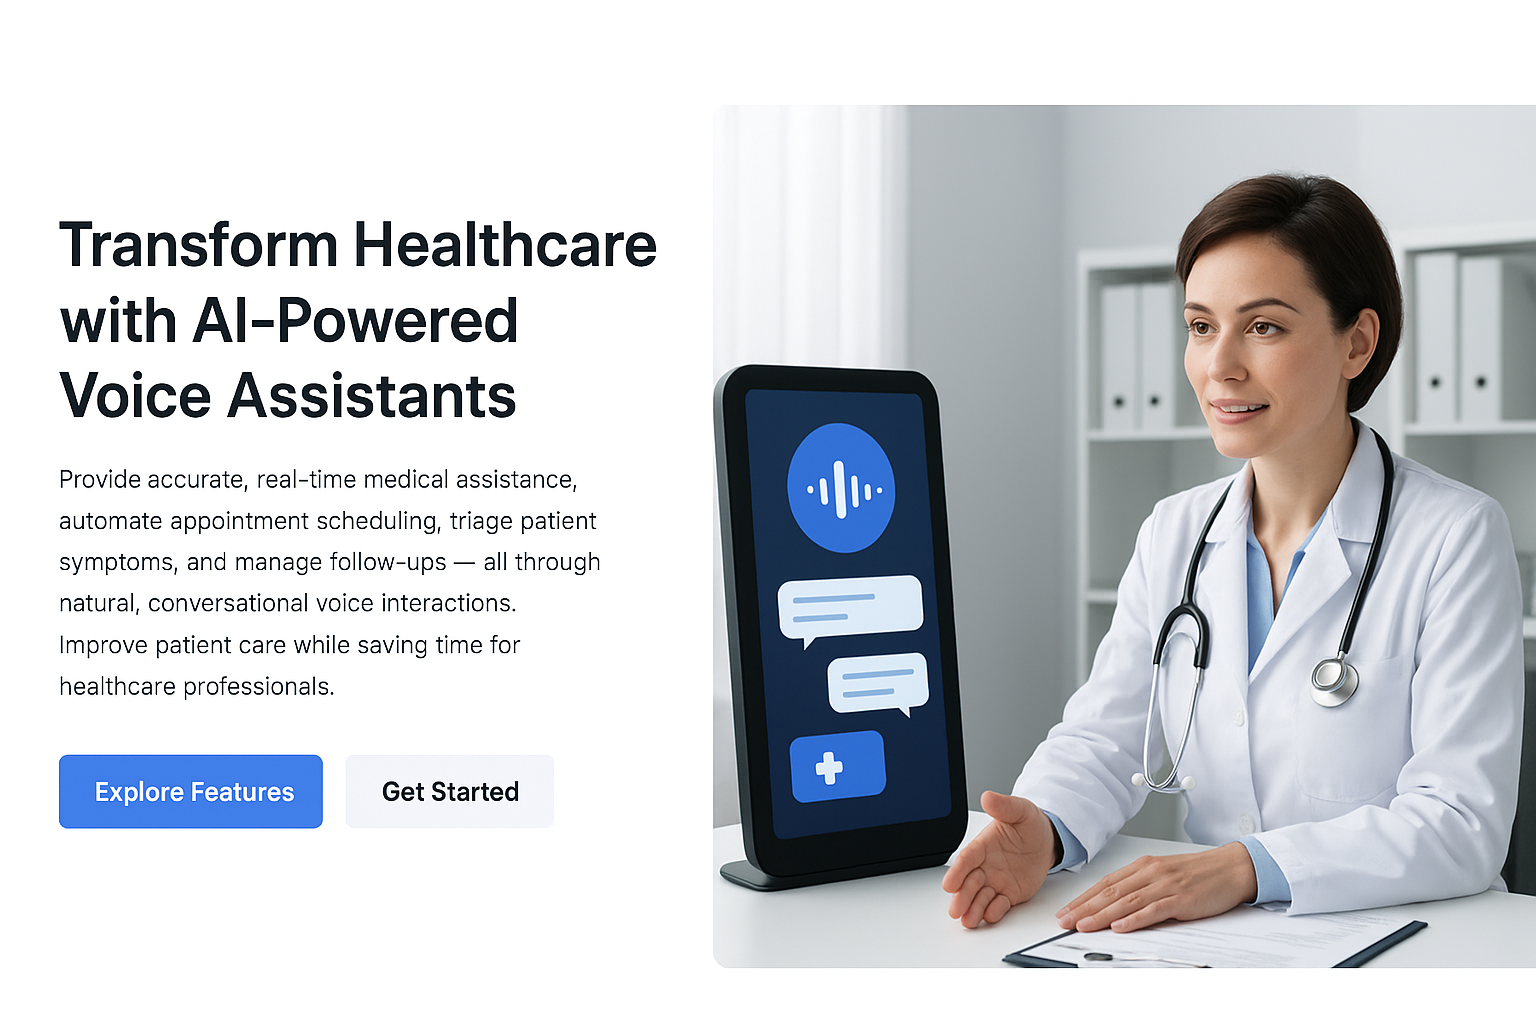 Transform Healthcare
with AI-Powered
Voice Assistants
Provide accurate, real-time medical assistance,
automate appointment scheduling, triage patient
symptoms, and manage follow-ups — all through
natural, conversational voice interactions.
Improve patient care while saving time for
healthcare professionals.
Explore Features
Get Started